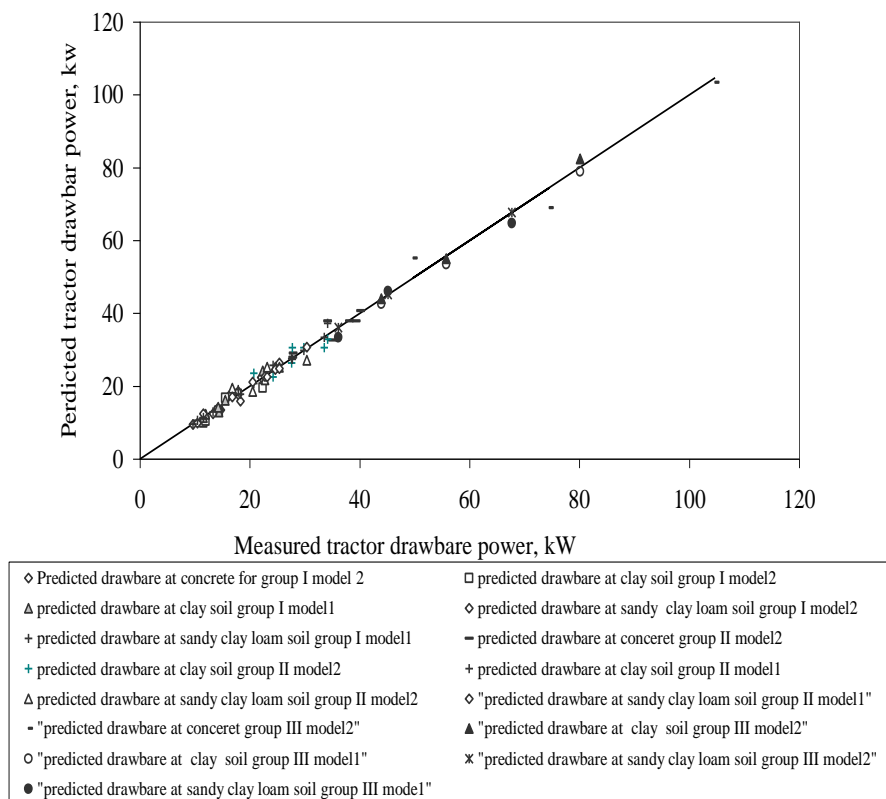 120
100
80
60
40
20
0
Perdicted tractor drawbar power, kw
0 20 40 60 80 100 120
Measured tractor drawbare power, kW
Predicted drawbare at concrete for group I model 2
predicted drawbare at clay soil group I model2
predicted drawbare at clay soil group I model1
predicted drawbare at sandy clay loam soil group I model2
predicted drawbare at sandy clay loam soil group I model1
predicted drawbare at conceret group II model2
predicted drawbare at clay soil group II model2
predicted drawbare at clay soil group II model1
predicted drawbare at sandy clay loam soil group II model2
"predicted drawbare at sandy clay loam soil group II model1"
"predicted drawbare at conceret group III model2"
"predicted drawbare at clay soil group III model2"
"predicted drawbare at clay soil group III model1"
"predicted drawbare at sandy clay loam soil group III model2"
"predicted drawbare at sandy clay loam soil group III model1"